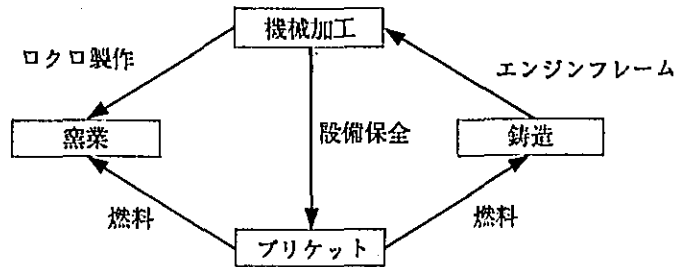 機械加工
ロクロ製作
エンジンフレーム
窯業
設備保全
鋳造
燃料
燃料
ブリケット